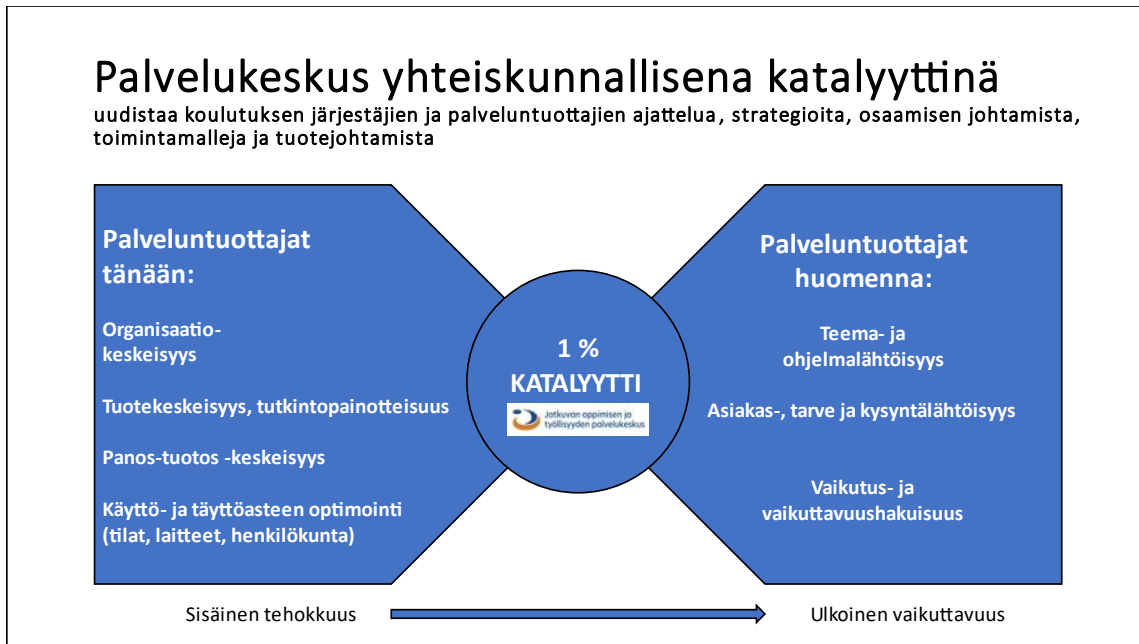 Palvelukeskus yhteiskunnallisena katalyyttinä
uudistaa koulutuksen järjestäjien ja palveluntuottajien ajattelua, strategioita, osaamisen johtamista,
toimintamalleja ja tuotejohtamista
Palveluntuottajat
tänään:
Organisaatio-
keskeisyys
Tuotekeskeisyys, tutkintopainotteisuus
Panos-tuotos -keskeisyys
Käyttö- ja täyttöasteen optimointi
(tilat, laitteet, henkilökunta)
1 %
KATALYYTTI
Jatkuvan oppimisen ja
työllisyyden palvelukeskus
Palveluntuottajat
huomenna:
Teema- ja
ohjelmalähtöisyys
Asiakas-, tarve ja kysyntälähtöisyys
Vaikutus- ja
vaikuttavuushakuisuus
Sisäinen tehokkuus
Ulkoinen vaikuttavuus